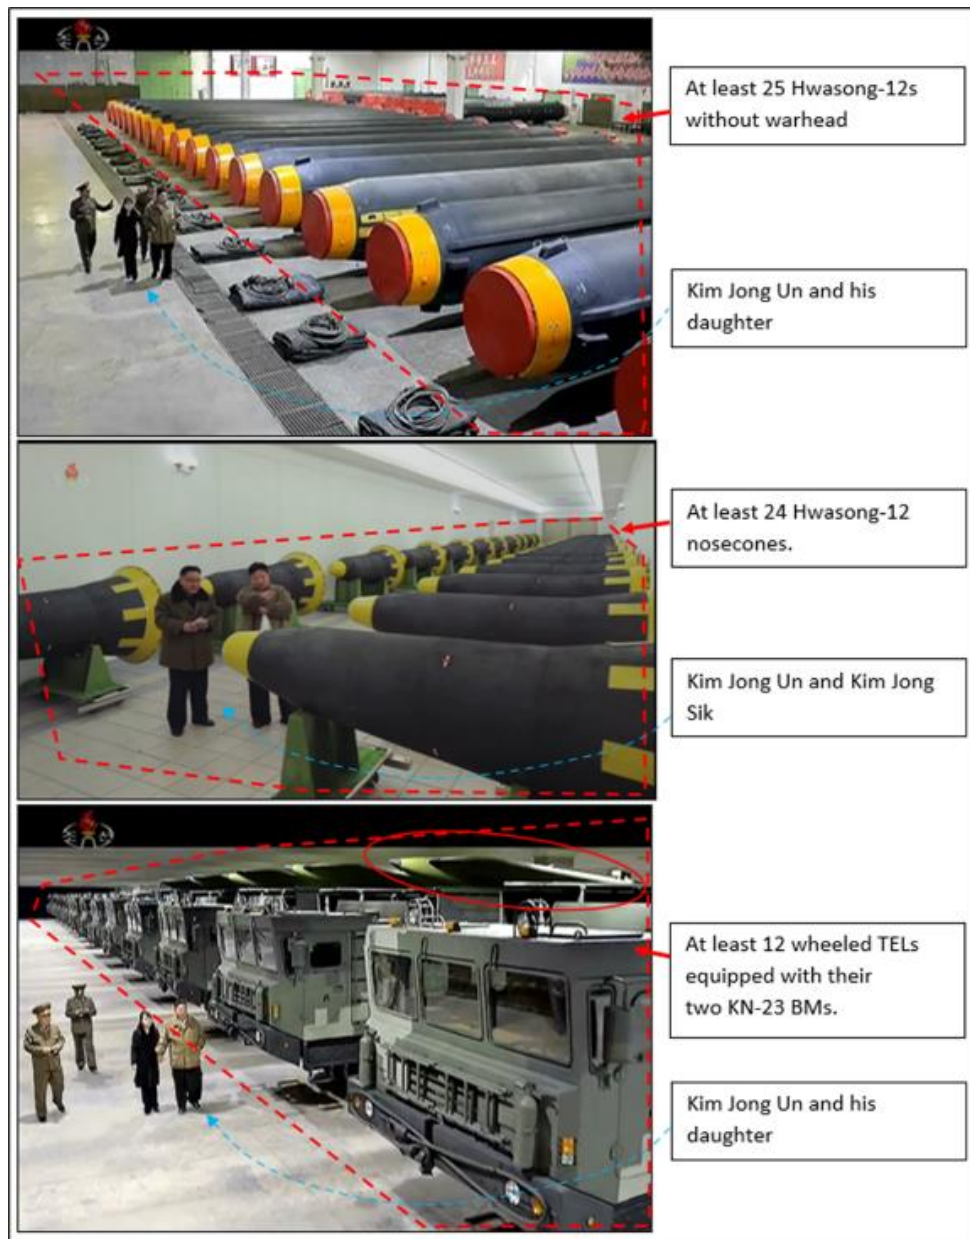 At least 25 Hwasong-12s
without warhead
Kim Jong Un and his
daughter
At least 24 Hwasong-12
nosecones.
Kim Jong Un and Kim Jong
Sik
At least 12 wheeled TELs
equipped with their
two KN-23 BMs.
Kim Jong Un and his
daughter